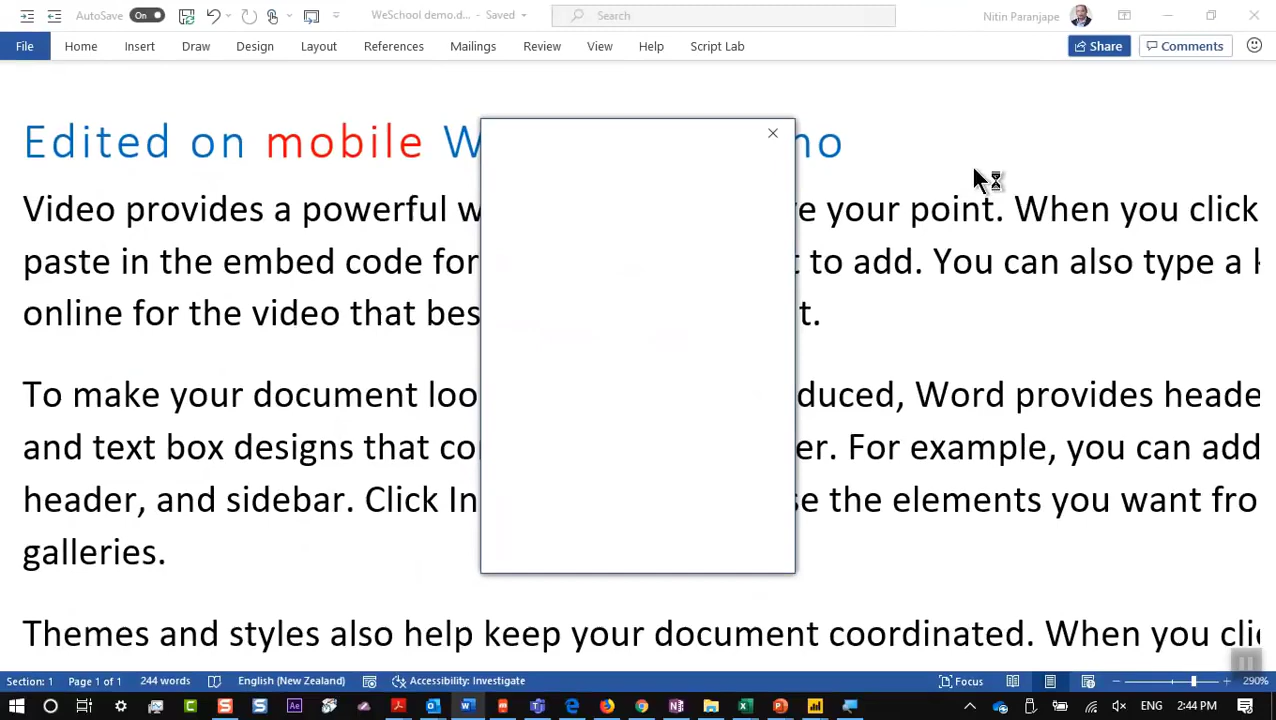 AutoSave On WeSchool demo.d... - Saved Search Nitin Paranjape
File Home Insert Draw Design Layout References Mailings Review View Help Script Lab Share Comments
Edited on mobile W mo
Video provides a powerful w e your point. When you click
paste in the embed code for t to add. You can also type a k
online for the video that bes t.
To make your document loo duced, Word provides heade
and text box designs that co er. For example, you can add
header, and sidebar. Click In se the elements you want fro
galleries.
Themes and styles also help keep your document coordinated. When you clic
Section: 1 Page 1 of 1 244 words English (New Zealand) Accessibility: Investigate Focus 290%
ENG 2:44 PM